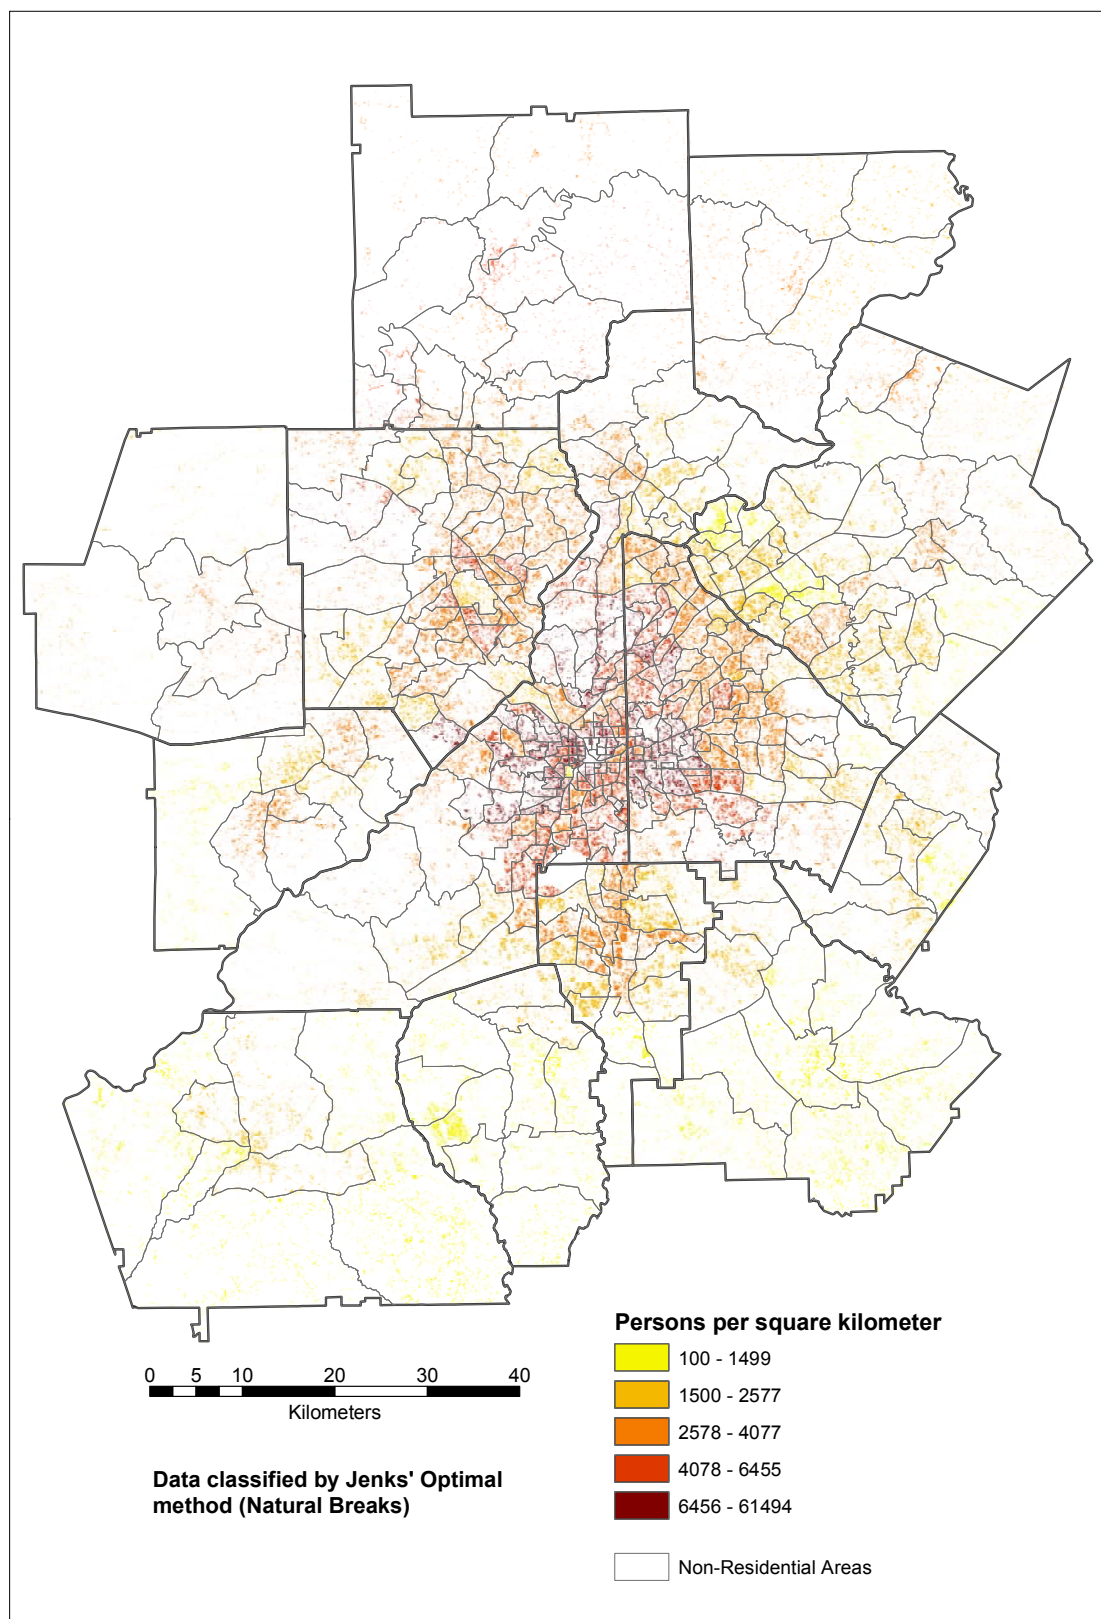 Persons per square kilometer
100 - 1499
1500 - 2577
2578 - 4077
4078 - 6455
6456 - 61494
Non-Residential Areas
0 5 10 20 30 40
Kilometers
Data classified by Jenks' Optimal
method (Natural Breaks)